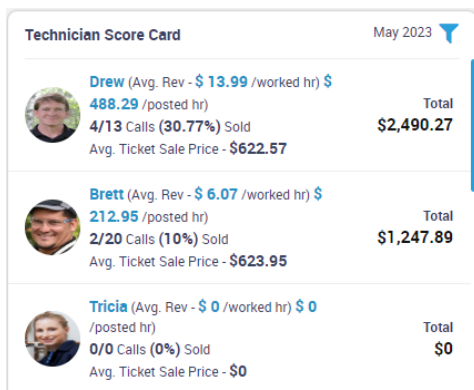 Technician Score Card
May 2023
Drew (Avg. Rev - $ 13.99 /worked hr) $
488.29 /posted hr)
4/13 Calls (30.77%) Sold
Avg. Ticket Sale Price - $622.57
Total
$2,490.27
Brett (Avg. Rev - $ 6.07 /worked hr) $
212.95 /posted hr)
2/20 Calls (10%) Sold
Avg. Ticket Sale Price - $623.95
Total
$1,247.89
Tricia (Avg. Rev - $ 0 /worked hr) $ 0
/posted hr)
0/0 Calls (0%) Sold
Avg. Ticket Sale Price - $0
Total
$0